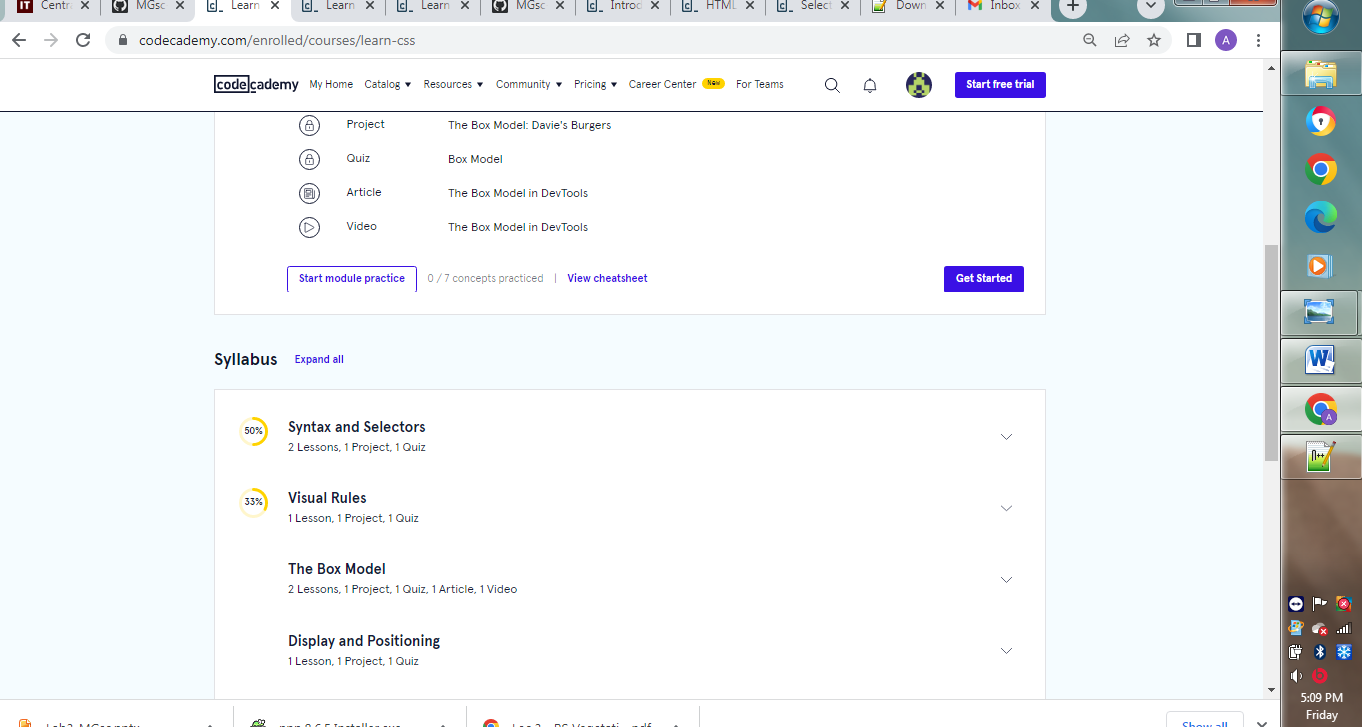 Centr MGsc Learn Learn Learn MGsc Introd HTML Select Down Inbox
codecademy.com/enrolled/courses/learn-css A
codecademy My Home Catalog Resources Community Pricing Career Center New For Teams Start free trial
Project The Box Model: Davie's Burgers
Quiz Box Model
Article The Box Model in DevTools
Video The Box Model in DevTools
Start module practice 0 / 7 concepts practiced | View cheatsheet Get Started
Syllabus Expand all
50% Syntax and Selectors
2 Lessons, 1 Project, 1 Quiz
33% Visual Rules
1 Lesson, 1 Project, 1 Quiz
The Box Model
2 Lessons, 1 Project, 1 Quiz, 1 Article, 1 Video
Display and Positioning
1 Lesson, 1 Project, 1 Quiz
5:09 PM
Friday
Show all